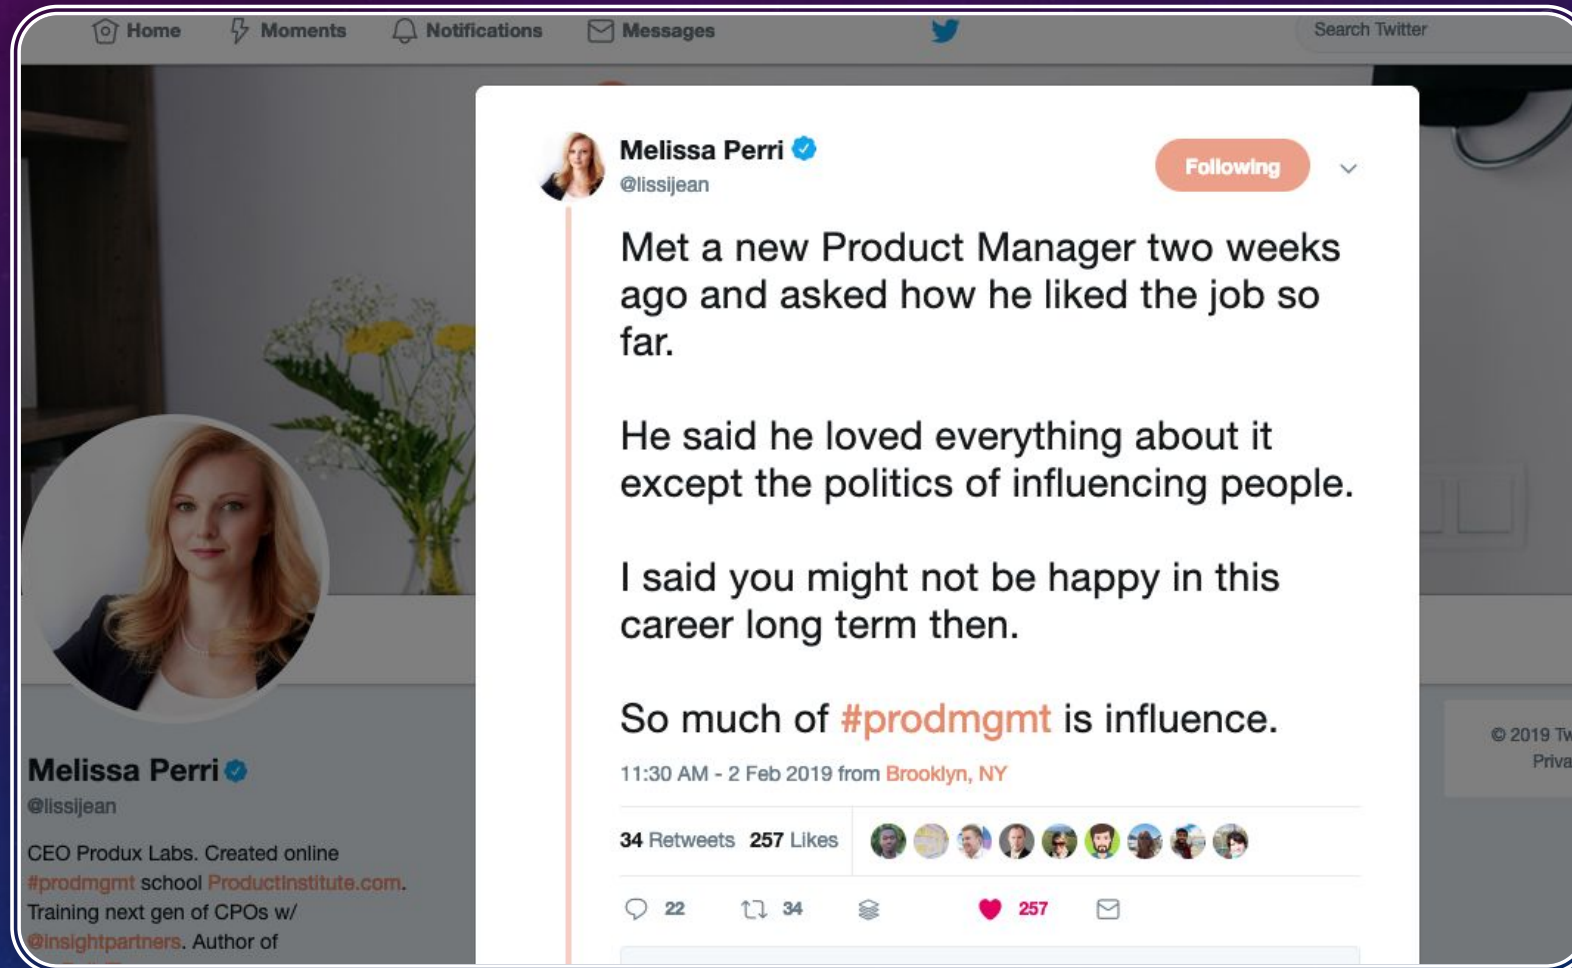 Home Moments Notifications Messages Search Twitter
Melissa Perri
@lissijean
Following
Met a new Product Manager two weeks
ago and asked how he liked the job so
far.
He said he loved everything about it
except the politics of influencing people.
I said you might not be happy in this
career long term then.
So much of #prodmgmt is influence.
11:30 AM - 2 Feb 2019 from Brooklyn, NY
34 Retweets 257 Likes
22 34 257
Melissa Perri
@lissijean
CEO Produx Labs. Created online
#prodmgmt school ProductInstitute.com.
Training next gen of CPOs w/
@insightpartners. Author of
© 2019 Tw
Priva